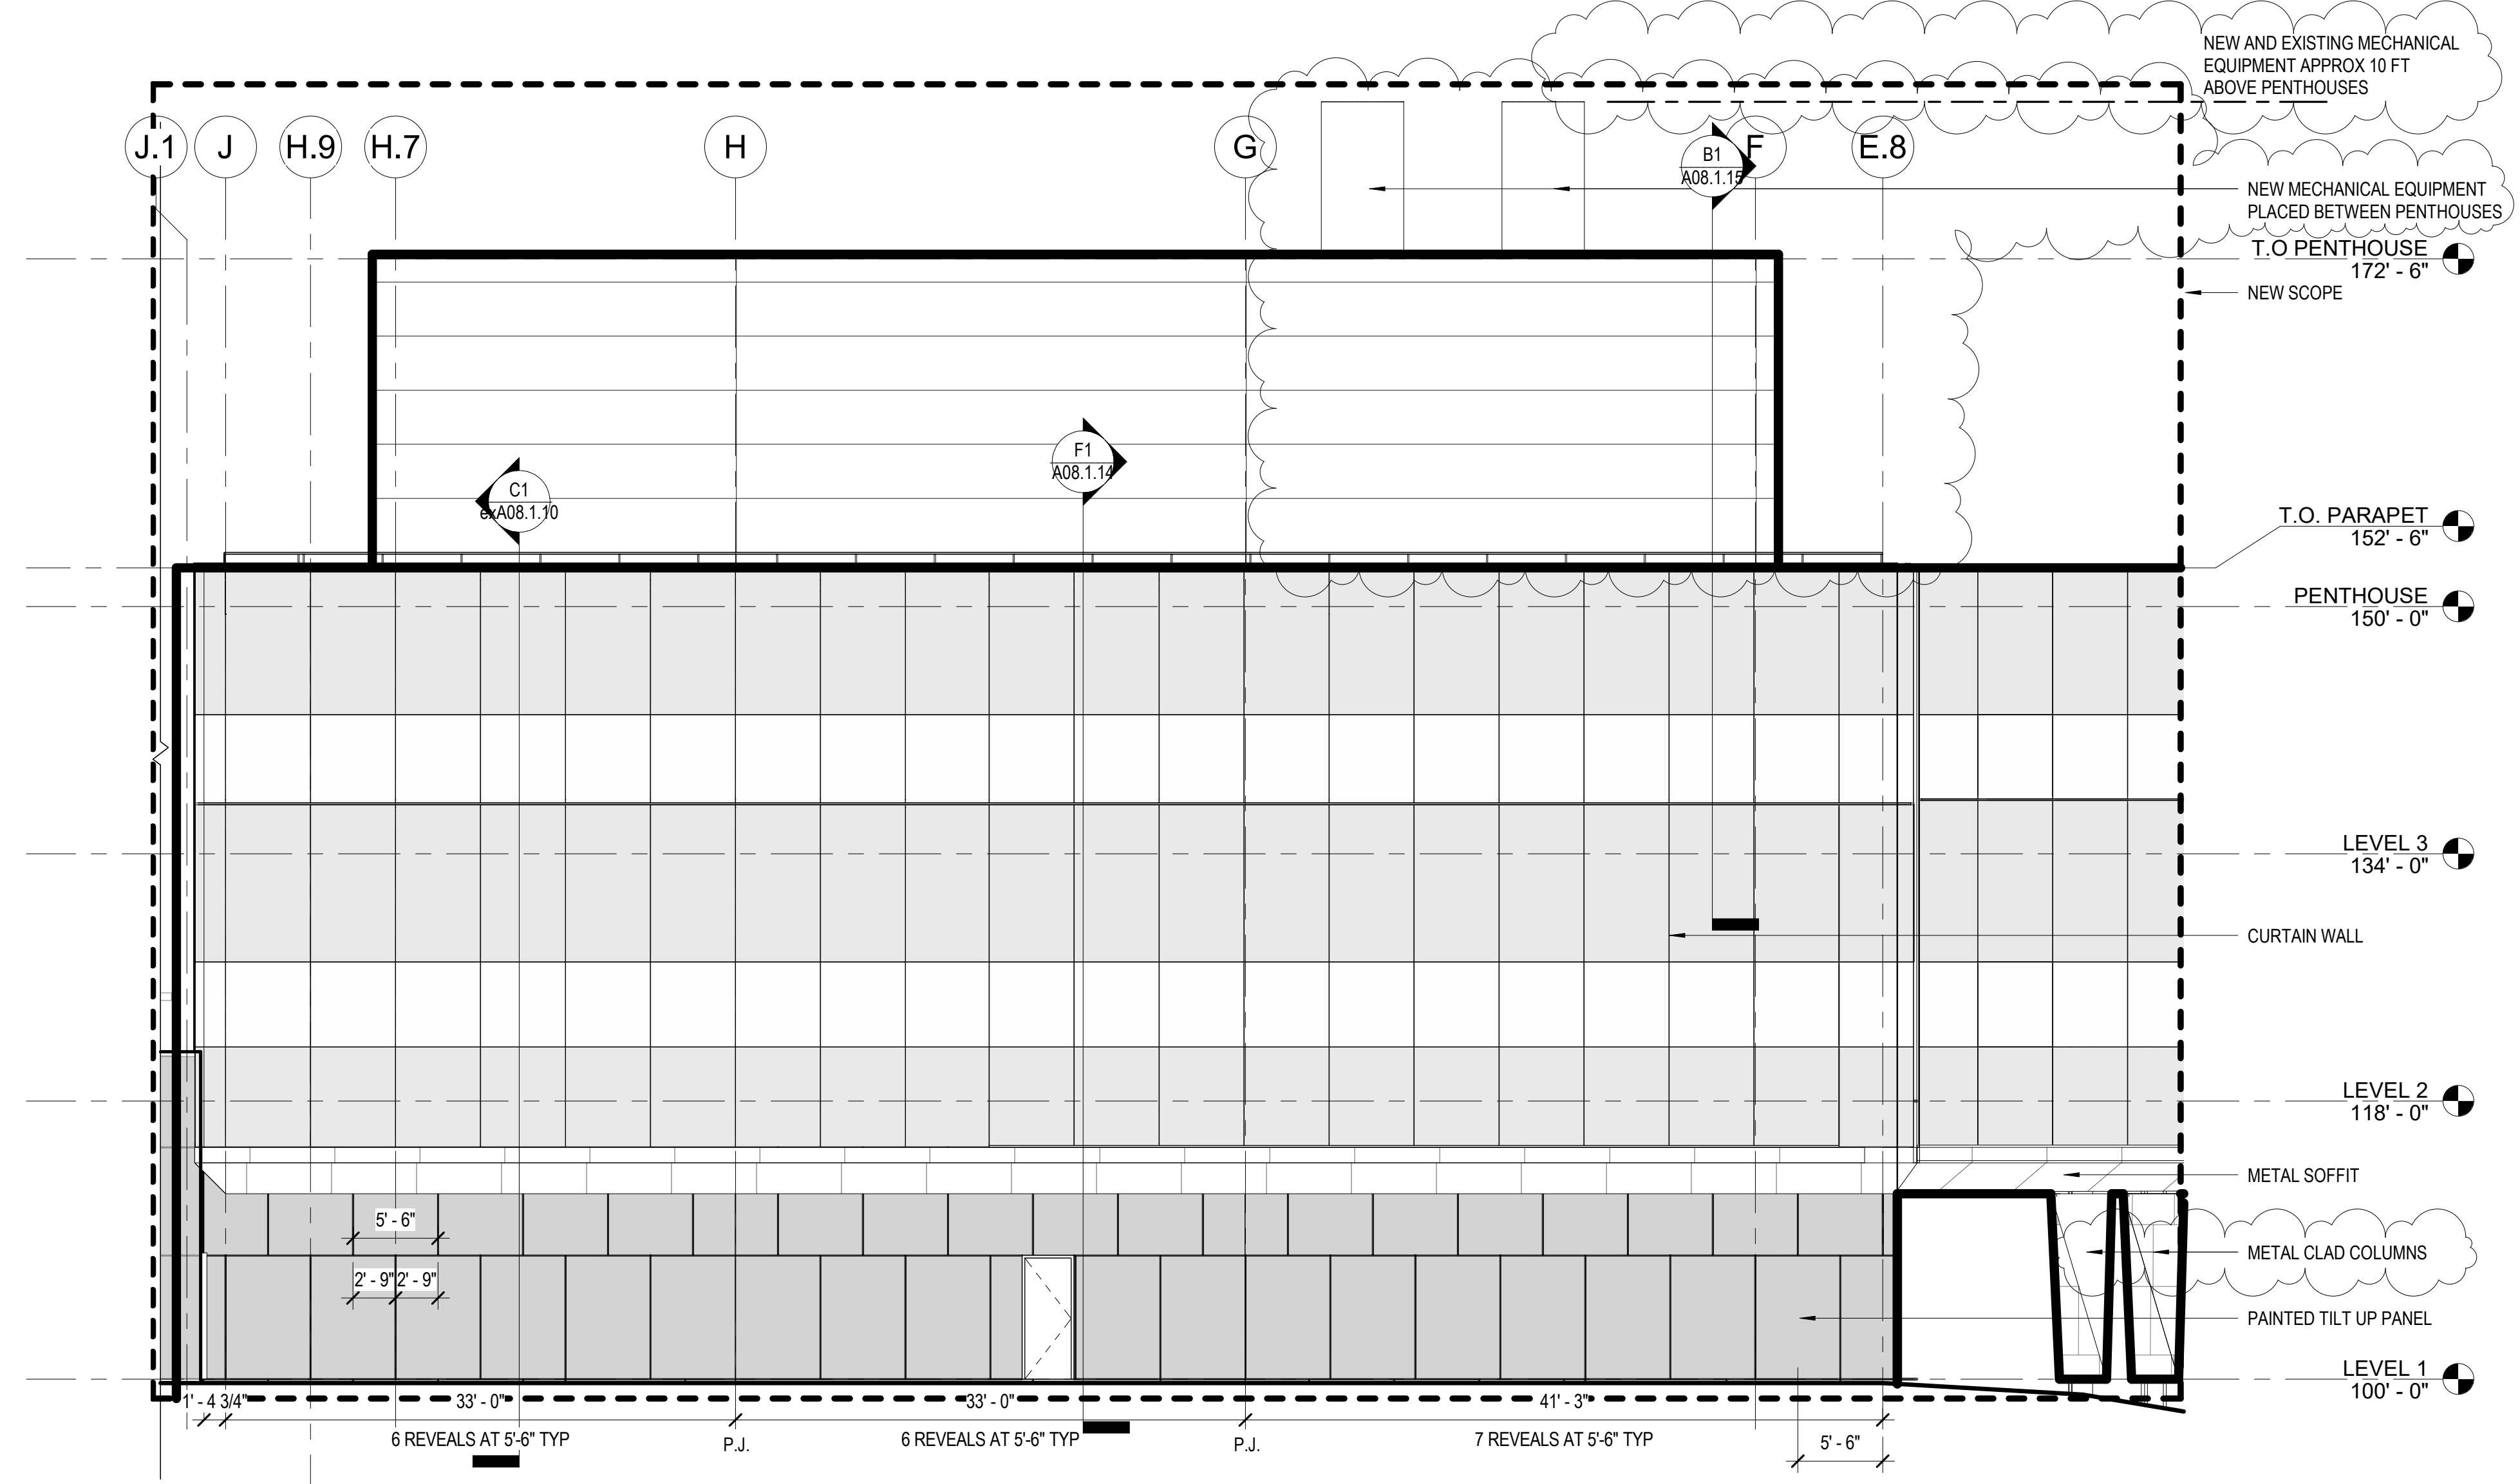 NEW AND EXISTING MECHANICAL
EQUIPMENT APPROX 10 FT
ABOVE PENTHOUSES
J.1
J
H.9
H.7
H
G
F
E.8
B1
A08.1.15
NEW MECHANICAL EQUIPMENT
PLACED BETWEEN PENTHOUSES
T.O PENTHOUSE
172' - 6"
NEW SCOPE
F1
A08.1.14
C1
exA08.1.10
T.O. PARAPET
152' - 6"
PENTHOUSE
150' - 0"
LEVEL 3
134' - 0"
CURTAIN WALL
LEVEL 2
118' - 0"
METAL SOFFIT
5' - 6"
METAL CLAD COLUMNS
2' - 9"
2' - 9"
PAINTED TILT UP PANEL
LEVEL 1
100' - 0"
1' - 4 3/4"
33' - 0"
33' - 0"
41' - 3"
6 REVEALS AT 5'-6" TYP
P.J.
6 REVEALS AT 5'-6" TYP
P.J.
7 REVEALS AT 5'-6" TYP
5' - 6"